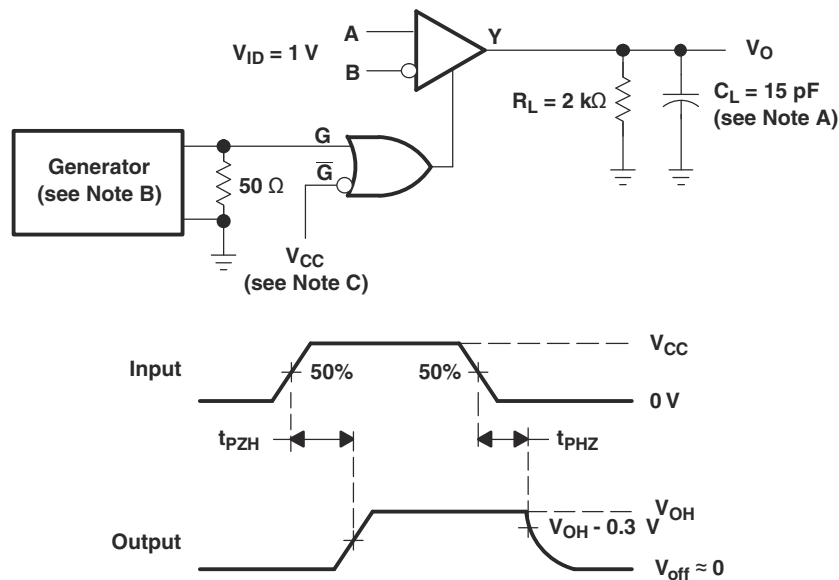 A
Y
V_O
V_ID = 1 V
B
R_L = 2 kΩ
C_L = 15 pF
(see Note A)
G
G̅
Generator
(see Note B)
50 Ω
V_CC
(see Note C)
V_CC
Input
50%
50%
0 V
t_PZH
t_PHZ
V_OH
V_OH - 0.3 V
Output
V_off ≈ 0